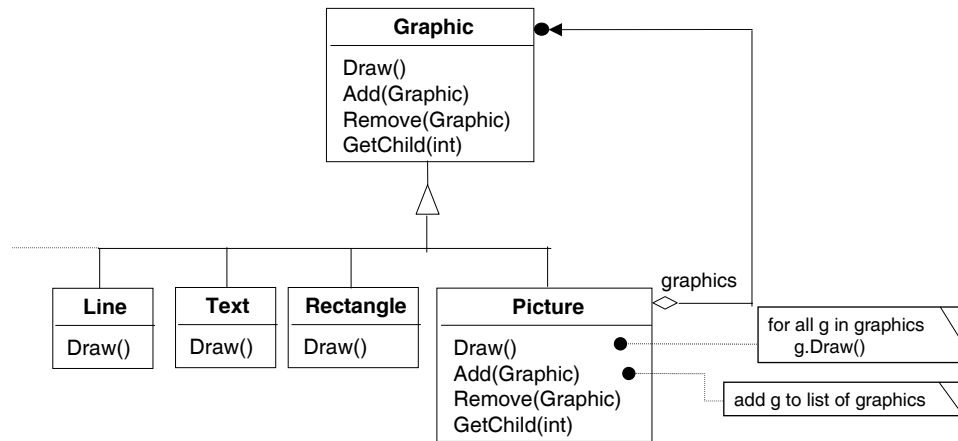 Graphic
Draw()
Add(Graphic)
Remove(Graphic)
GetChild(int)
graphics
Line
Draw()
Text
Draw()
Rectangle
Draw()
Picture
Draw()
Add(Graphic)
Remove(Graphic)
GetChild(int)
for all g in graphics
g.Draw()
add g to list of graphics